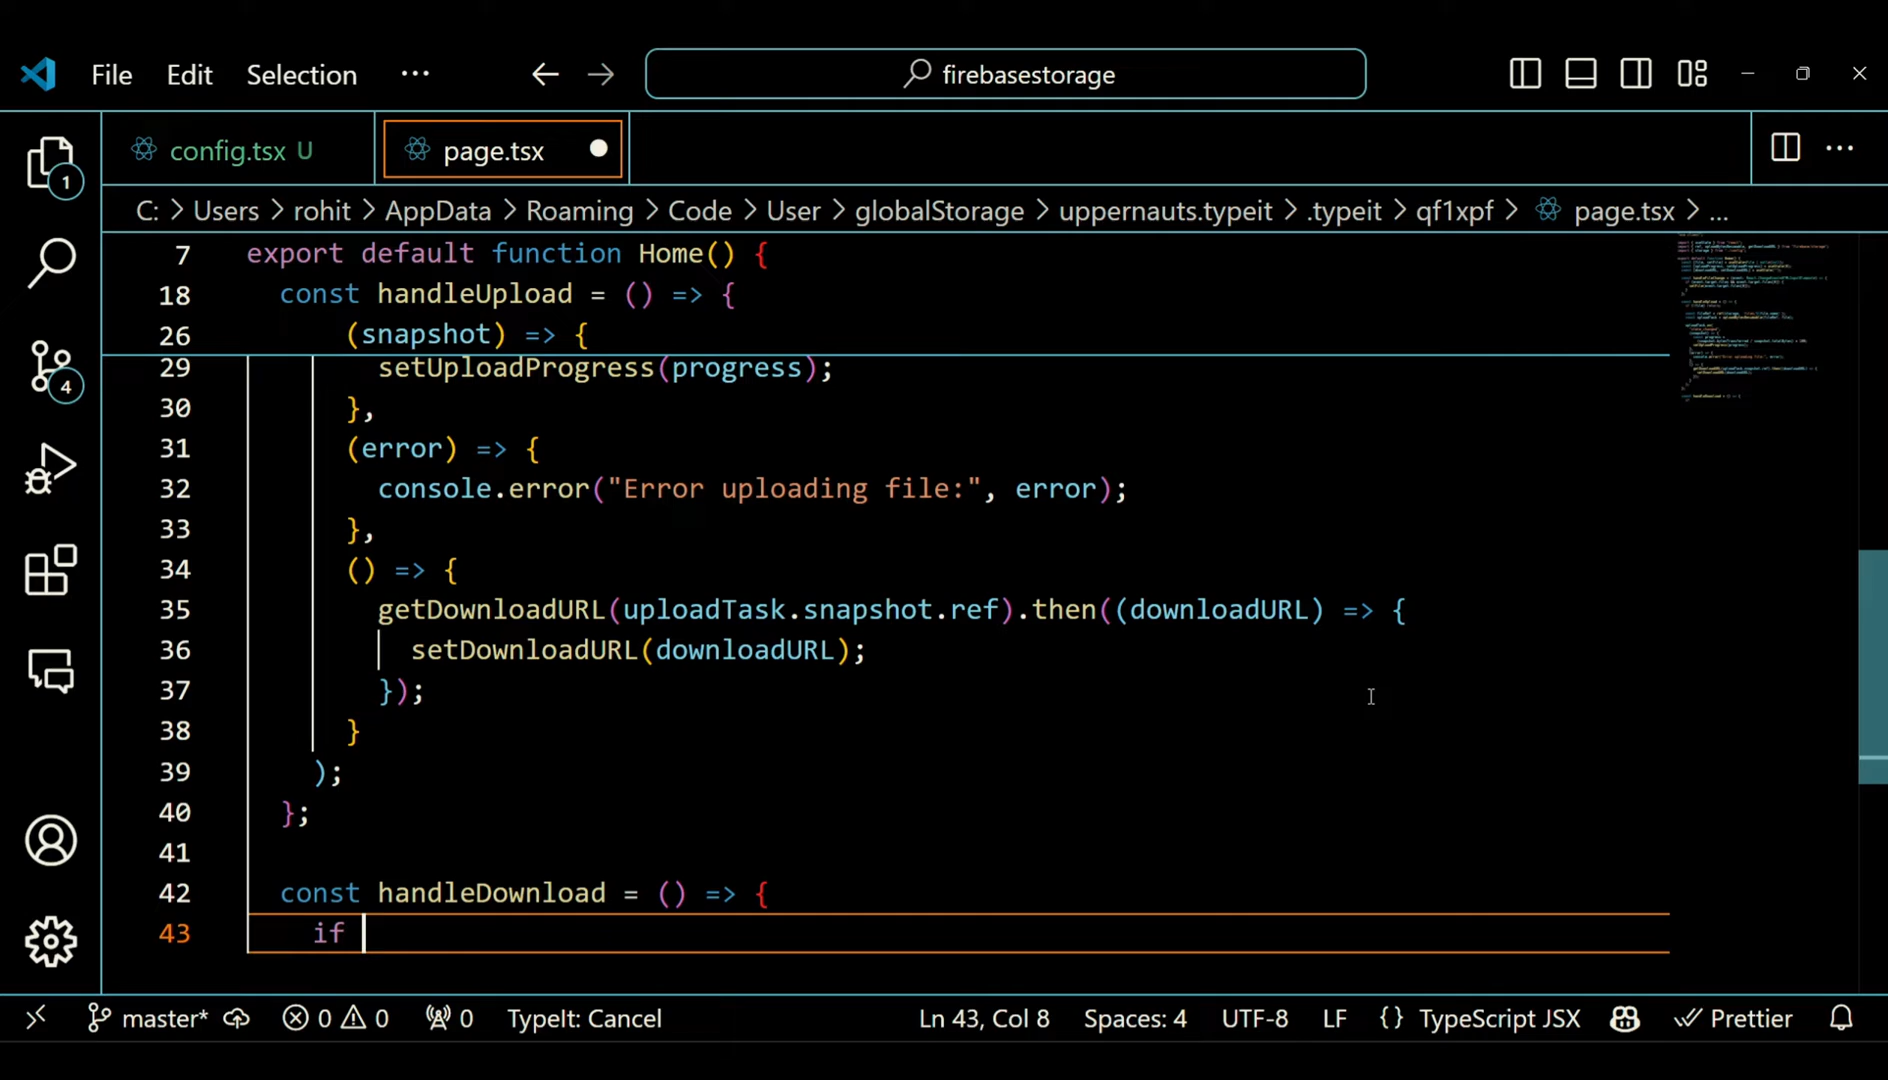 File Edit Selection ··· firebasestorage
config.tsx U page.tsx
C: > Users > rohit > AppData > Roaming > Code > User > globalStorage > uppernauts.typeit > .typeit > qf1xpf > page.tsx > ...
7 export default function Home() {
18 const handleUpload = () => {
26 (snapshot) => {
29 setUploadProgress(progress);
30 },
31 (error) => {
32 console.error("Error uploading file:", error);
33 },
34 () => {
35 getDownloadURL(uploadTask.snapshot.ref).then((downloadURL) => {
36 setDownloadURL(downloadURL);
37 });
38 }
39 );
40 };
41
42 const handleDownload = () => {
43 if
1
4
master* 0 0 0 TypeIt: Cancel Ln 43, Col 8 Spaces: 4 UTF-8 LF {} TypeScript JSX Prettier